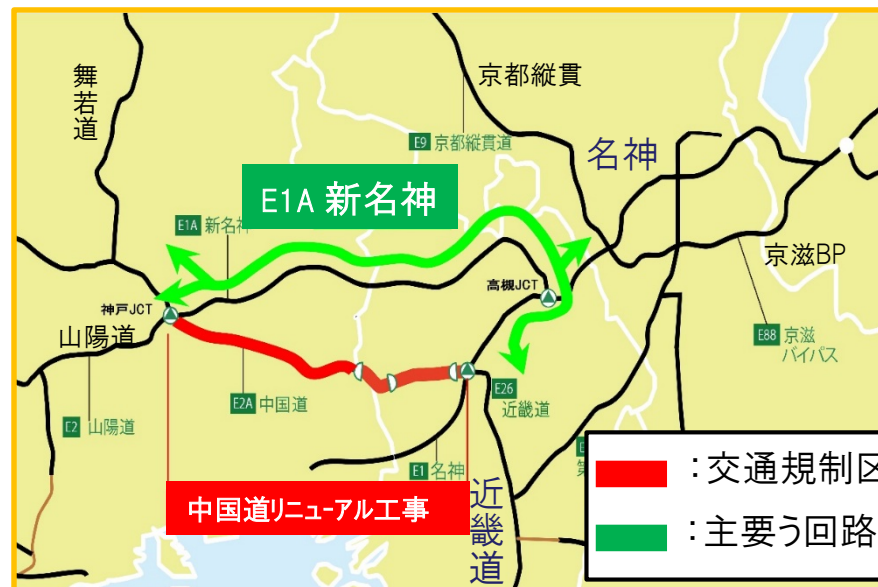 舞若道
京都縦貫
E9 京都縦貫道
名神
E1A 新名神
E1A 新名神
京滋BP
高槻JCT
神戸JCT
山陽道
E88 京滋
バイパス
E2A 中国道
E26
近畿道
E2 山陽道
E1 名神
中国道リニューアル工事
近畿道
：交通規制区
：主要う回路